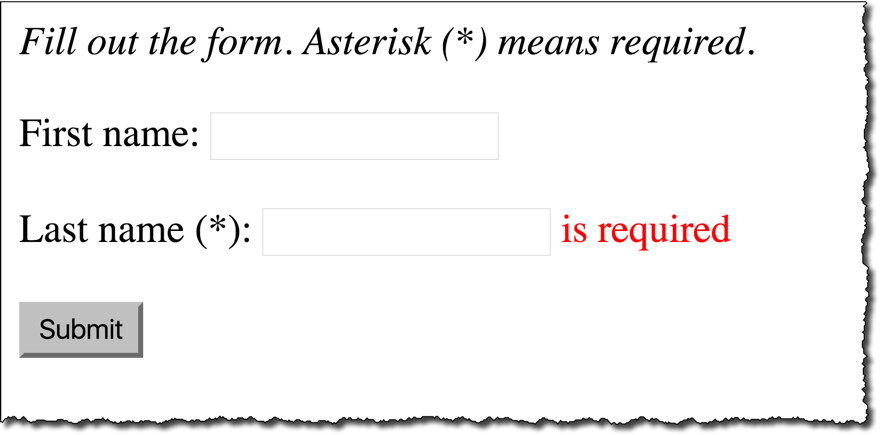 Fill out the form. Asterisk (*) means required.
First name:
Last name (*): is required
Submit